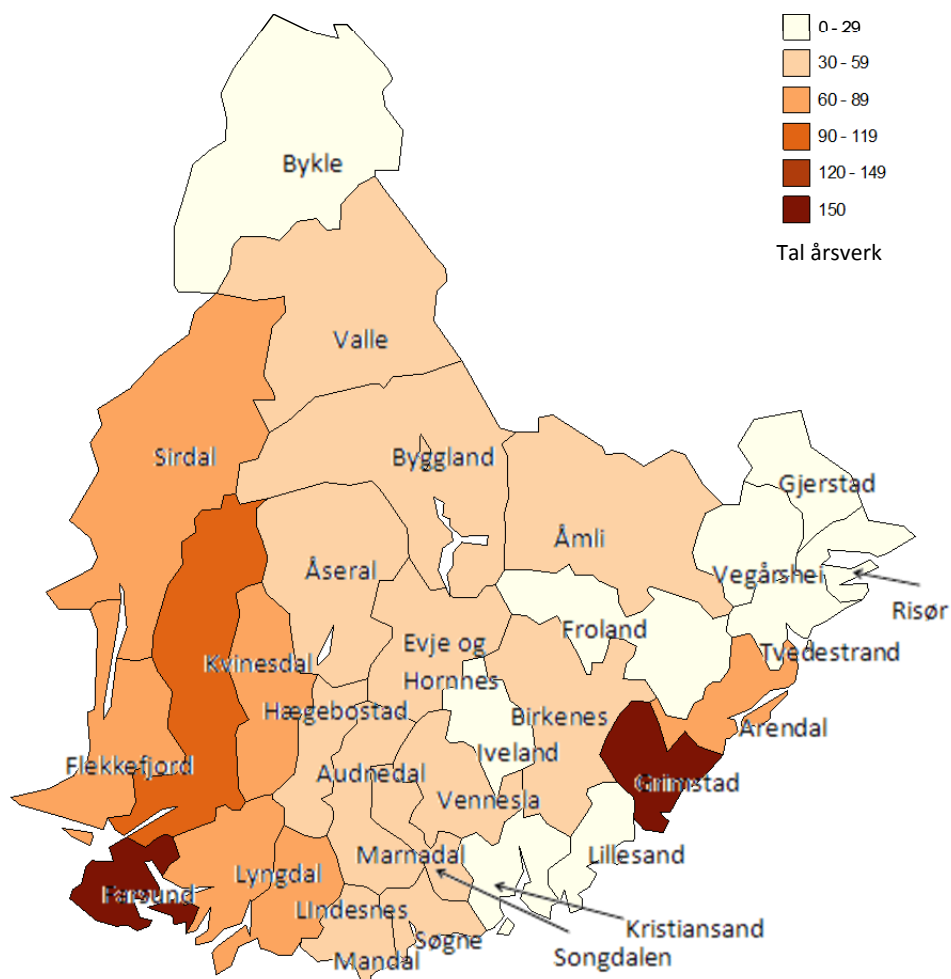 0 - 29
30 - 59
60 - 89
90 - 119
120 - 149
150
Tal årsverk
Bykle
Valle
Sirdal
Byggland
Gjerstad
Åmli
Åseral
Vegårshei
Risør
Froland
Evje og
Hornnes
Kvinesdal
Tvedestrand
Hægebostad
Birkenes
Arendal
Iveland
Flekkefjord
Audnedal
Grimstad
Vennesla
Marnadal
Lillesand
Lyngdal
Farsund
LIndesnes
Kristiansand
Søgne
Songdalen
Mandal